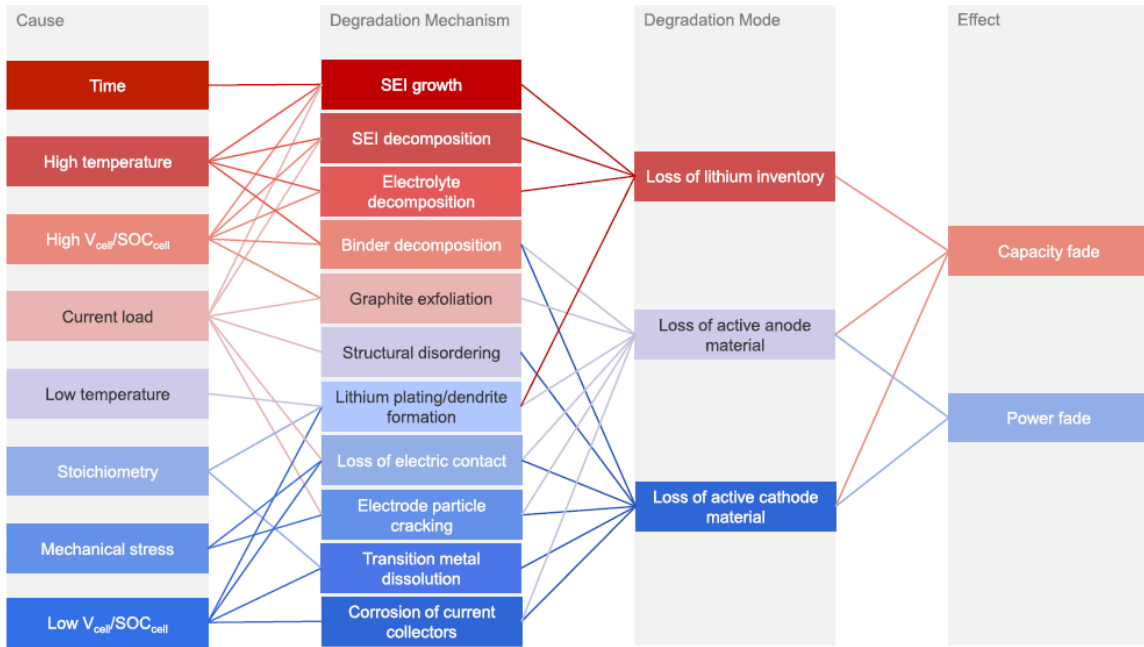 Cause
Time
High temperature
High Vcell/SOCcell
Current load
Low temperature
Stoichiometry
Mechanical stress
Low Vcell/SOCcell
Degradation Mechanism
SEI growth
SEI decomposition
Electrolyte
decomposition
Binder decomposition
Graphite exfoliation
Structural disordering
Lithium plating/dendrite
formation
Loss of electric contact
Electrode particle
cracking
Transition metal
dissolution
Corrosion of current
collectors
Degradation Mode
Loss of lithium inventory
Loss of active anode
material
Loss of active cathode
material
Effect
Capacity fade
Power fade